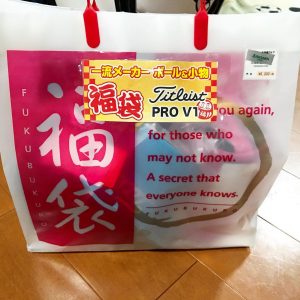 一流メーカー ボール&小物
福袋
Titleist
PRO V1
you again,
for those who
may not know.
A secret that
everyone knows.
FUKUBUKURO
福袋
FUKUBUKURO